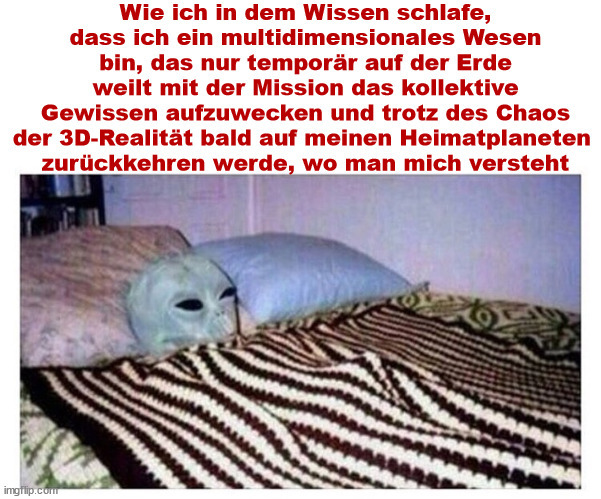 Wie ich in dem Wissen schlafe,
dass ich ein multidimensionales Wesen
bin, das nur temporär auf der Erde
weilt mit der Mission das kollektive
Gewissen aufzuwecken und trotz des Chaos
der 3D-Realität bald auf meinen Heimatplaneten
zurückkehren werde, wo man mich versteht
imgflip.com